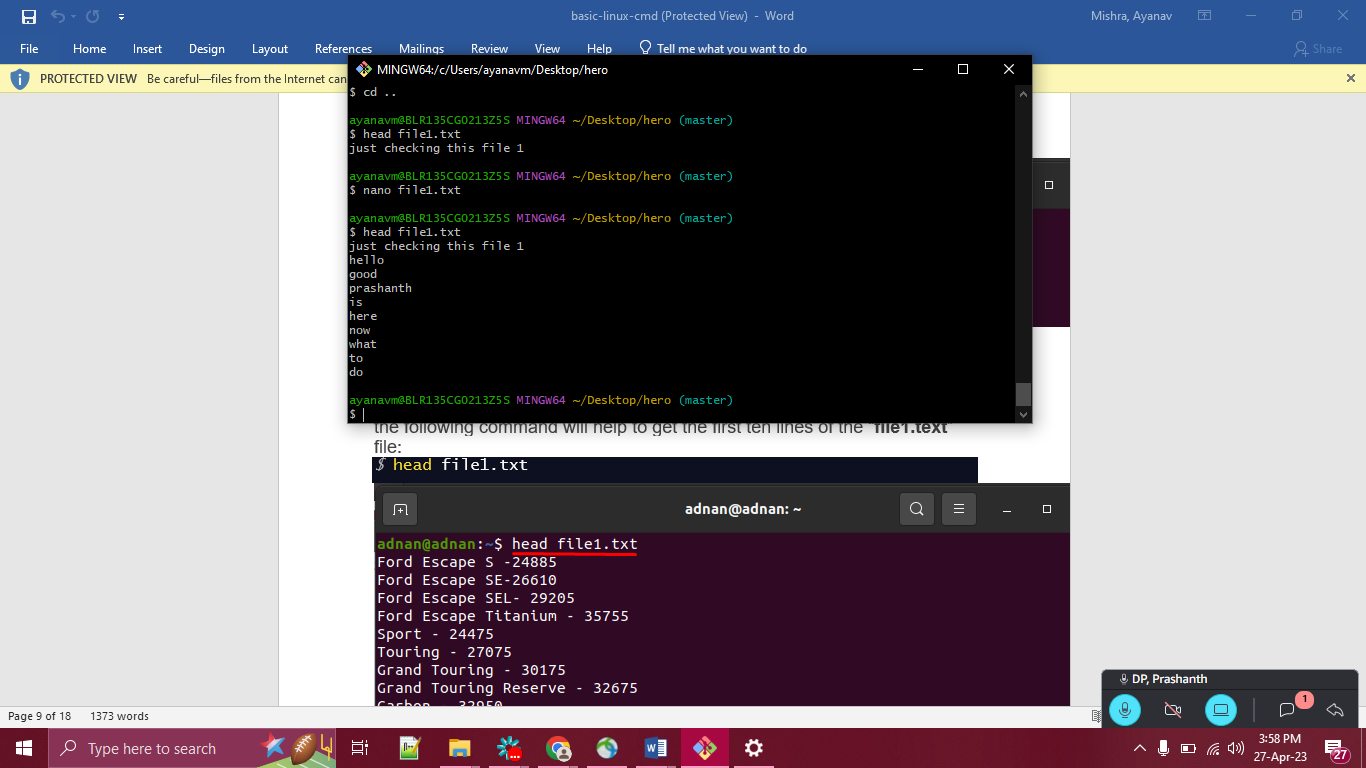 basic-linux-cmd (Protected View) - Word
Mishra, Ayanav
File Home Insert Design Layout References Mailings Review View Help Tell me what you want to do Share
PROTECTED VIEW Be careful—files from the Internet can
MINGW64:/c/Users/ayanavm/Desktop/hero
$ cd ..
ayanavm@BLR135CG0213Z5S MINGW64 ~/Desktop/hero (master)
$ head file1.txt
just checking this file 1
ayanavm@BLR135CG0213Z5S MINGW64 ~/Desktop/hero (master)
$ nano file1.txt
ayanavm@BLR135CG0213Z5S MINGW64 ~/Desktop/hero (master)
$ head file1.txt
just checking this file 1
hello
good
prashanth
is
here
now
what
to
do
ayanavm@BLR135CG0213Z5S MINGW64 ~/Desktop/hero (master)
$
the following command will help to get the first ten lines of the "file1.text"
file:
$ head file1.txt
adnan@adnan: ~
adnan@adnan:~$ head file1.txt
Ford Escape S -24885
Ford Escape SE-26610
Ford Escape SEL- 29205
Ford Escape Titanium - 35755
Sport - 24475
Touring - 27075
Grand Touring - 30175
Grand Touring Reserve - 32675
Carbon - 32950
DP, Prashanth
1
Page 9 of 18 1373 words
Type here to search
3:58 PM
27-Apr-23
27